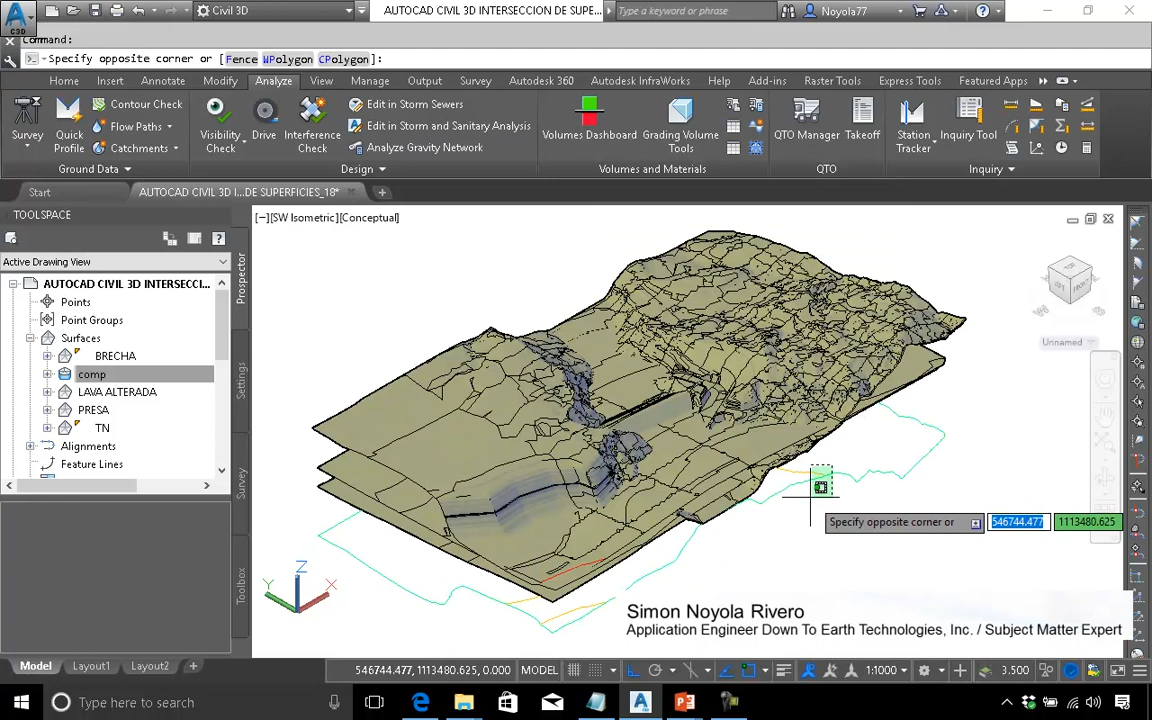 C3D
Civil 3D
AUTOCAD CIVIL 3D INTERSECCION DE SUPE...
Type a keyword or phrase
Noyola77
Command:
Specify opposite corner or [Fence WPolygon CPolygon]:
Home Insert Annotate Modify Analyze View Manage Output Survey Autodesk 360 Autodesk InfraWorks Help Add-ins Raster Tools Express Tools Featured Apps
Survey
Quick Profile
Contour Check
Flow Paths
Catchments
Ground Data
Visibility Check
Drive
Interference Check
Edit in Storm Sewers
Edit in Storm and Sanitary Analysis
Analyze Gravity Network
Design
Volumes Dashboard
Grading Volume Tools
Volumes and Materials
QTO Manager
Takeoff
QTO
Station Tracker
Inquiry Tool
Inquiry
Start
AUTOCAD CIVIL 3D I...DE SUPERFICIES_18*
TOOLSPACE
Active Drawing View
AUTOCAD CIVIL 3D INTERSECCI...
Points
Point Groups
Surfaces
BRECHA
comp
LAVA ALTERADA
PRESA
TN
Alignments
Feature Lines
Prospector
Settings
Survey
Toolbox
[−][SW Isometric][Conceptual]
TOP
LEFT
FRONT
Unnamed
Specify opposite corner or
546744.477
1113480.625
Z
Y
X
Simon Noyola Rivero
Application Engineer Down To Earth Technologies, Inc. / Subject Matter Expert
Model Layout1 Layout2
546744.477, 1113480.625, 0.000 MODEL
1:1000
3.500
Type here to search